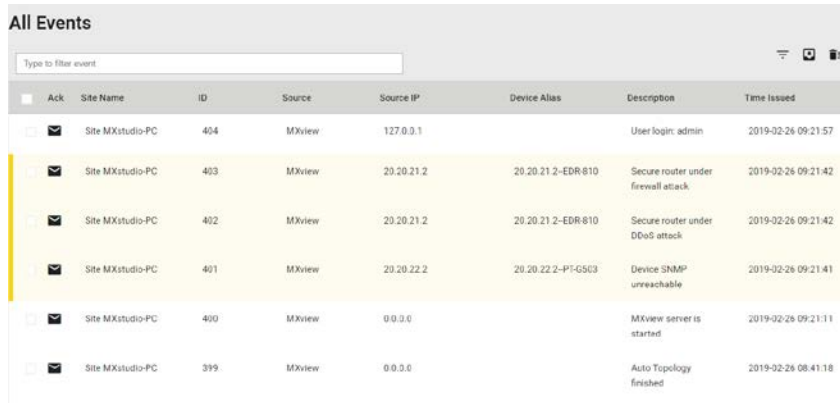 All Events
Type to filter event
Ack Site Name ID Source Source IP Device Alias Description Time Issued
Site MXstudio-PC 404 MXview 127.0.0.1 User login: admin 2019-02-26 09:21:57
Site MXstudio-PC 403 MXview 20.20.21.2 20.20.21.2–EDR-810 Secure router under 2019-02-26 09:21:42
firewall attack
Site MXstudio-PC 402 MXview 20.20.21.2 20.20.21.2–EDR-810 Secure router under 2019-02-26 09:21:42
DDoS attack
Site MXstudio-PC 401 MXview 20.20.22.2 20.20.22.2–PT-G503 Device SNMP 2019-02-26 09:21:41
unreachable
Site MXstudio-PC 400 MXview 0.0.0.0 MXview server is 2019-02-26 09:21:11
started
Site MXstudio-PC 399 MXview 0.0.0.0 Auto Topology 2019-02-26 08:41:18
finished